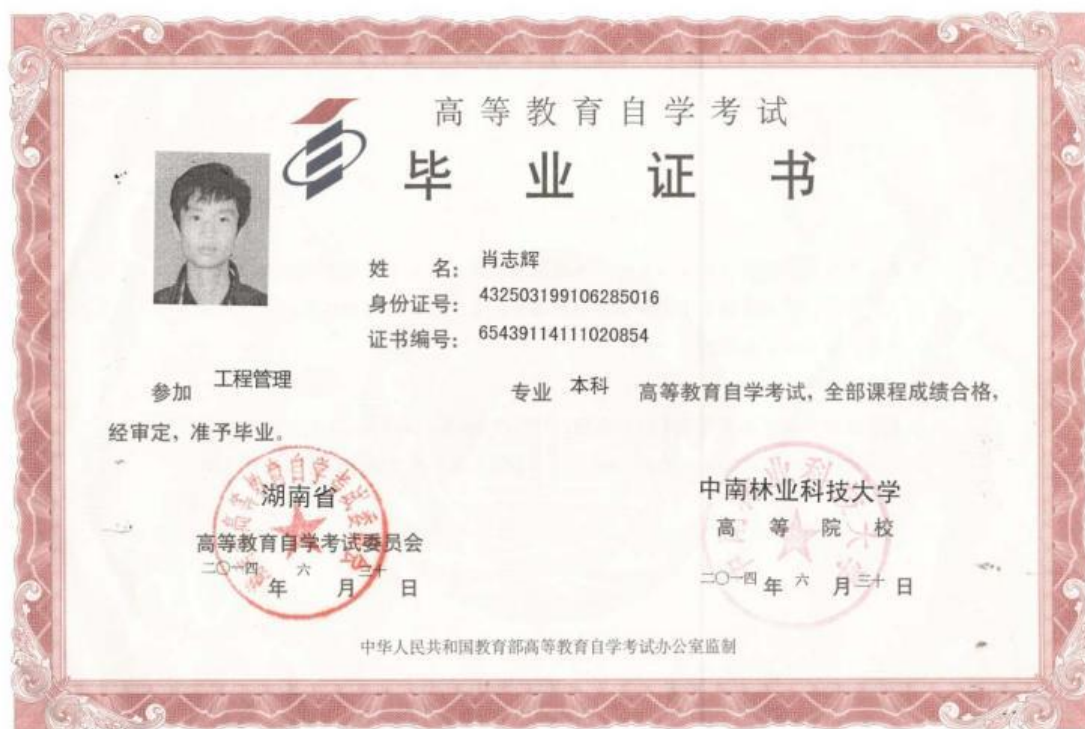 高等教育自学考试
毕业证书
姓 名： 肖志辉
身份证号： 432503199106285016
证书编号： 65439114111020854
参加 工程管理 专业 本科 高等教育自学考试，全部课程成绩合格，
经审定，准予毕业。
湖南省 中南林业科技大学
高等教育自学考试委员会 高等院校
二〇一四年六月三十日 二〇一四年六月三十日
中华人民共和国教育部高等教育自学考试办公室监制